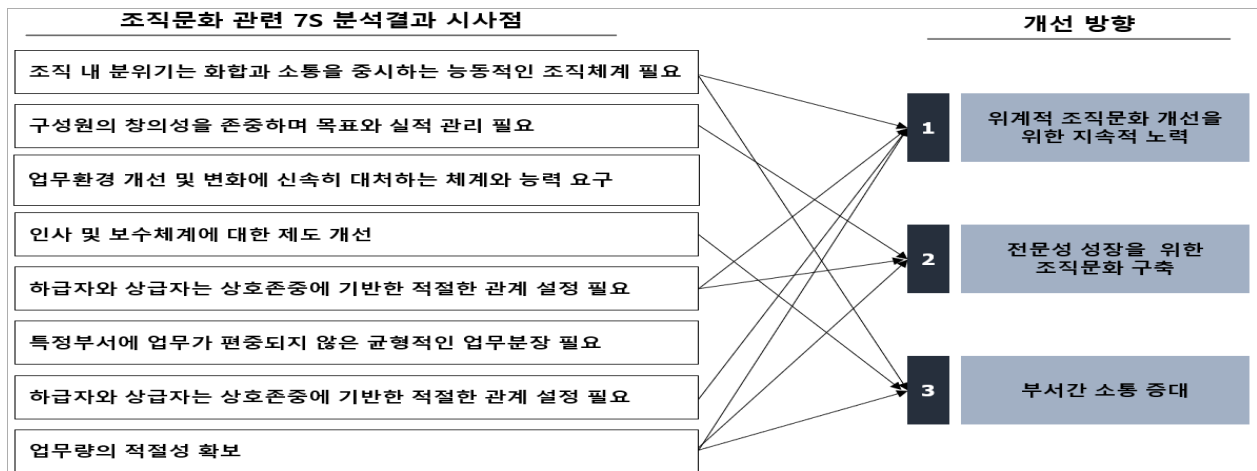 조직문화 관련 7S 분석결과 시사점
개선 방향
조직 내 분위기는 화합과 소통을 중시하는 능동적인 조직체계 필요
구성원의 창의성을 존중하며 목표와 실적 관리 필요
업무환경 개선 및 변화에 신속히 대처하는 체계와 능력 요구
인사 및 보수체계에 대한 제도 개선
하급자와 상급자는 상호존중에 기반한 적절한 관계 설정 필요
특정부서에 업무가 편중되지 않은 균형적인 업무분장 필요
하급자와 상급자는 상호존중에 기반한 적절한 관계 설정 필요
업무량의 적절성 확보
1
위계적 조직문화 개선을
위한 지속적 노력
2
전문성 성장을 위한
조직문화 구축
3
부서간 소통 증대